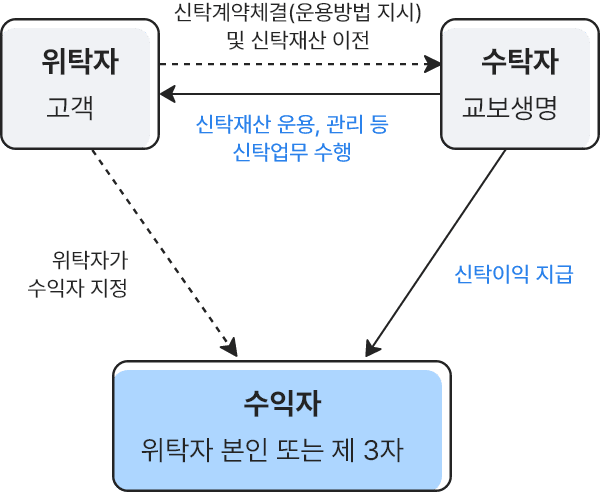 신탁계약체결(운용방법 지시)
및 신탁재산 이전
위탁자
고객
수탁자
교보생명
신탁재산 운용, 관리 등
신탁업무 수행
위탁자가
수익자 지정
신탁이익 지급
수익자
위탁자 본인 또는 제 3자